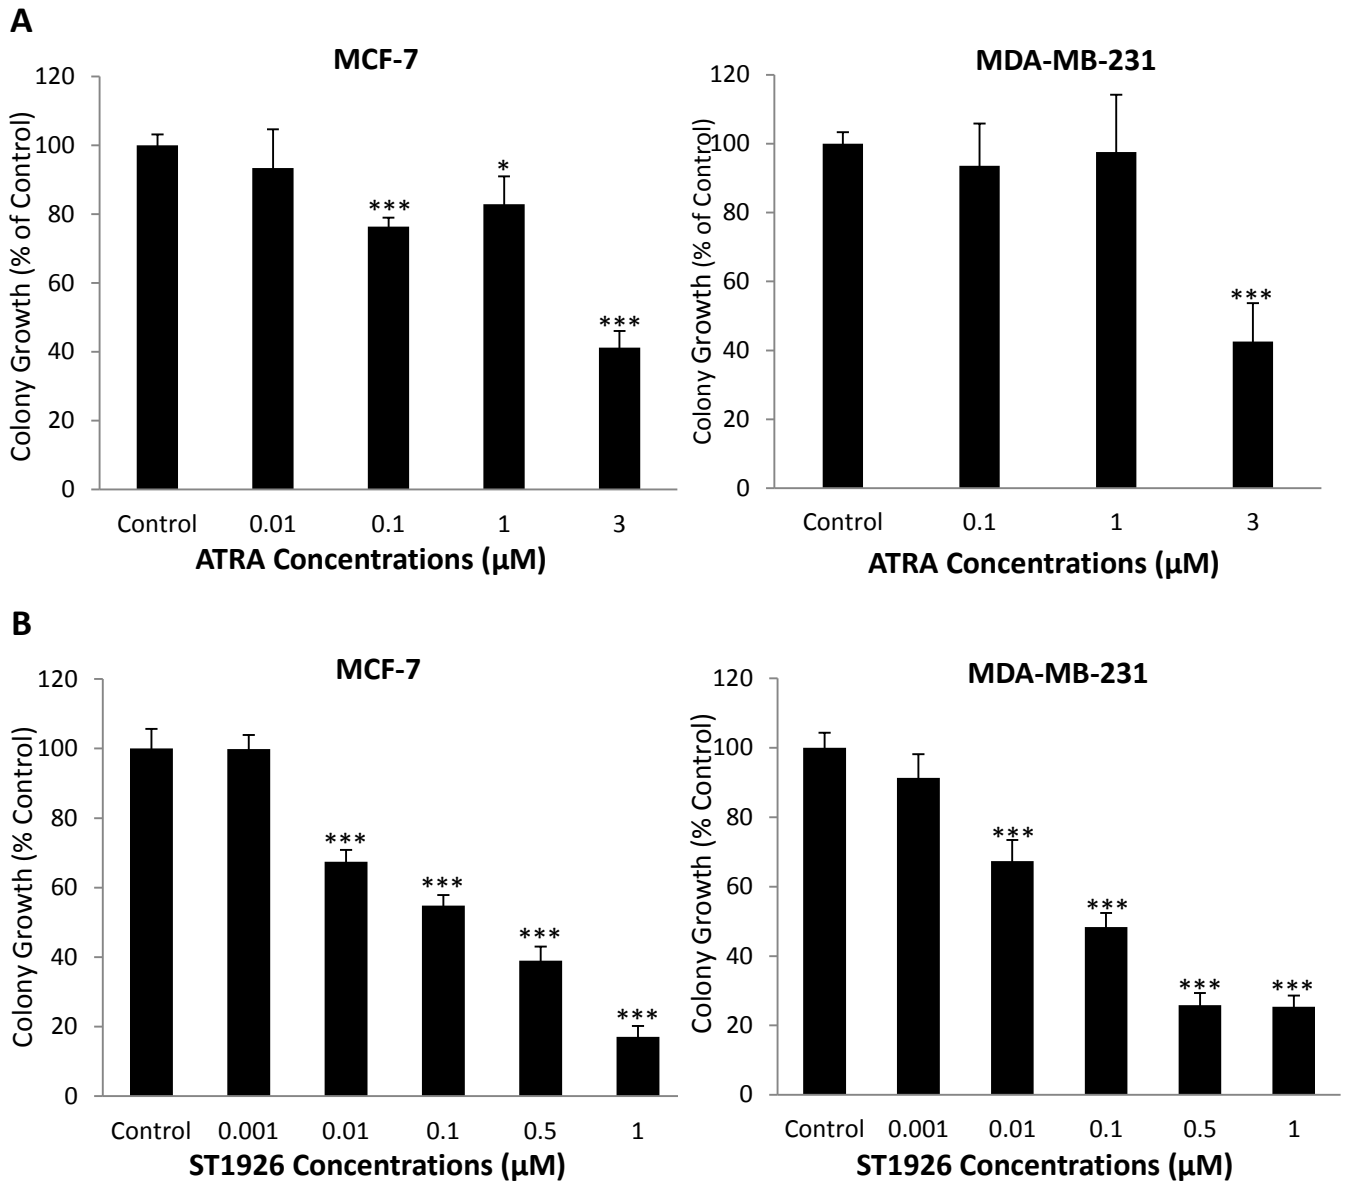 A
MCF-7
120
100
80
60
40
20
0
Colony Growth (% of Control)
***
*
***
Control 0.01 0.1 1 3
ATRA Concentrations (μM)
MDA-MB-231
120
100
80
60
40
20
0
Colony Growth (% of Control)
***
Control 0.1 1 3
ATRA Concentrations (μM)
B
MCF-7
120
100
80
60
40
20
0
Colony Growth (% Control)
***
***
***
***
Control 0.001 0.01 0.1 0.5 1
ST1926 Concentrations (μM)
MDA-MB-231
120
100
80
60
40
20
0
Colony Growth (% Control)
***
***
***
***
Control 0.001 0.01 0.1 0.5 1
ST1926 Concentrations (μM)